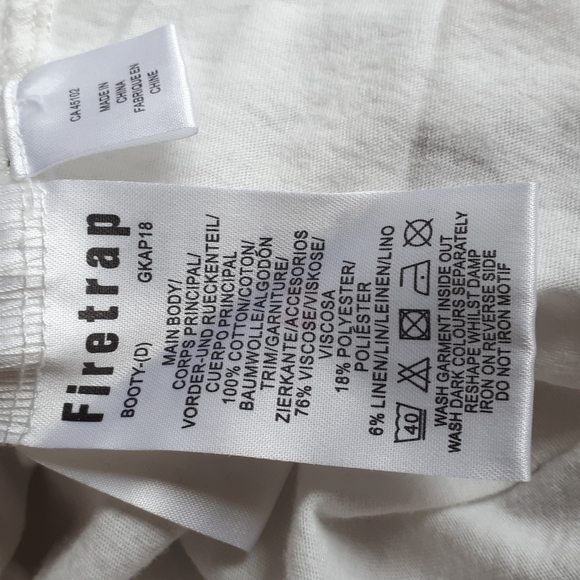 CA 45102
MADE IN
CHINA
FABRIQUE EN
CHINE
Firetrap
BOOTY-(D) GKAP18
MAIN BODY/
CORPS PRINCIPAL/
VORDER-UND RUECKENTEIL/
CUERPO PRINCIPAL
100% COTTON/COTON/
BAUMWOLLE/ALGODÓN
TRIM/GARNITURE/
ZIERKANTE/ACCESORIOS
76% VISCOSE/VISKOSE/
VISCOSA
18% POLYESTER/
POLIÉSTER
6% LINEN/LIN/LEINEN/LINO
40
WASH GARMENT INSIDE OUT
WASH DARK COLOURS SEPARATELY
RESHAPE WHILST DAMP
IRON ON REVERSE SIDE
DO NOT IRON MOTIF